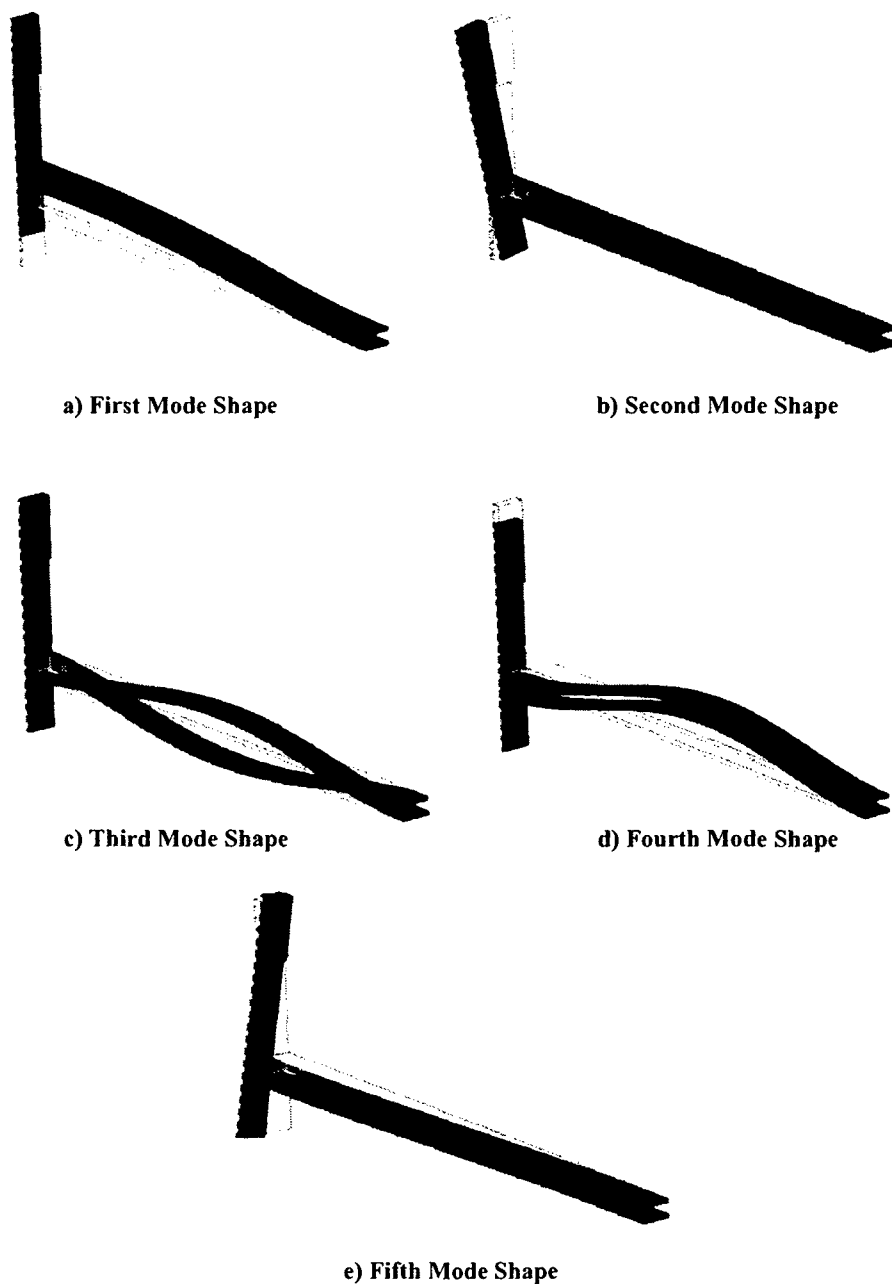 a) First Mode Shape
b) Second Mode Shape
c) Third Mode Shape
d) Fourth Mode Shape
e) Fifth Mode Shape